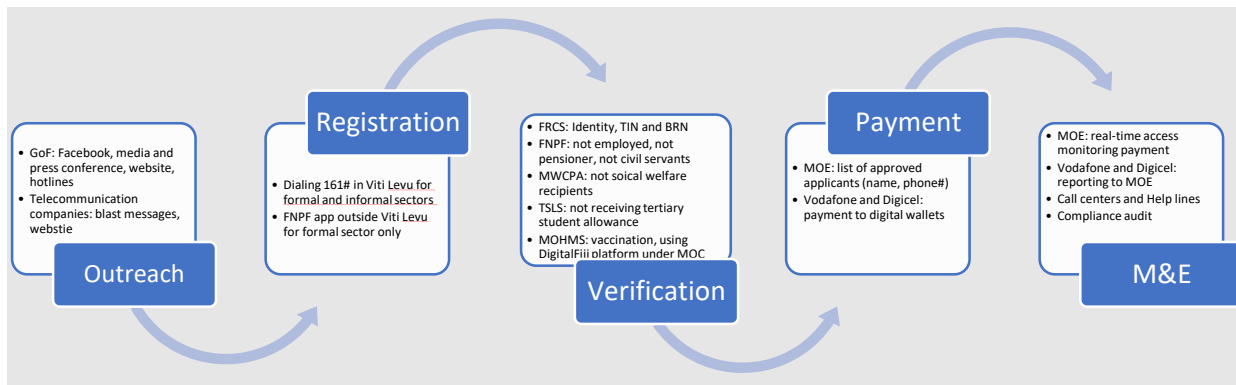 • GoF: Facebook, media and
press conference, website,
hotlines
• Telecommunication
companies: blast messages,
webstie
Outreach
Registration
• Dialing 161# in Viti Levu for
formal and informal sectors
• FNPF app outside Viti Levu
for formal sector only
• FRCS: Identity, TIN and BRN
• FNPF: not employed, not
pensioner, not civil servants
• MWCPA: not soical welfare
recipients
• TSLS: not receiving tertiary
student allowance
• MOHMS: vaccination, using
DigitalFiji platform under MOC
Verification
Payment
• MOE: list of approved
applicants (name, phone#)
• Vodafone and Digicel:
payment to digital wallets
• MOE: real-time access
monitoring payment
• Vodafone and Digicel:
reporting to MOE
• Call centers and Help lines
• Compliance audit
M&E